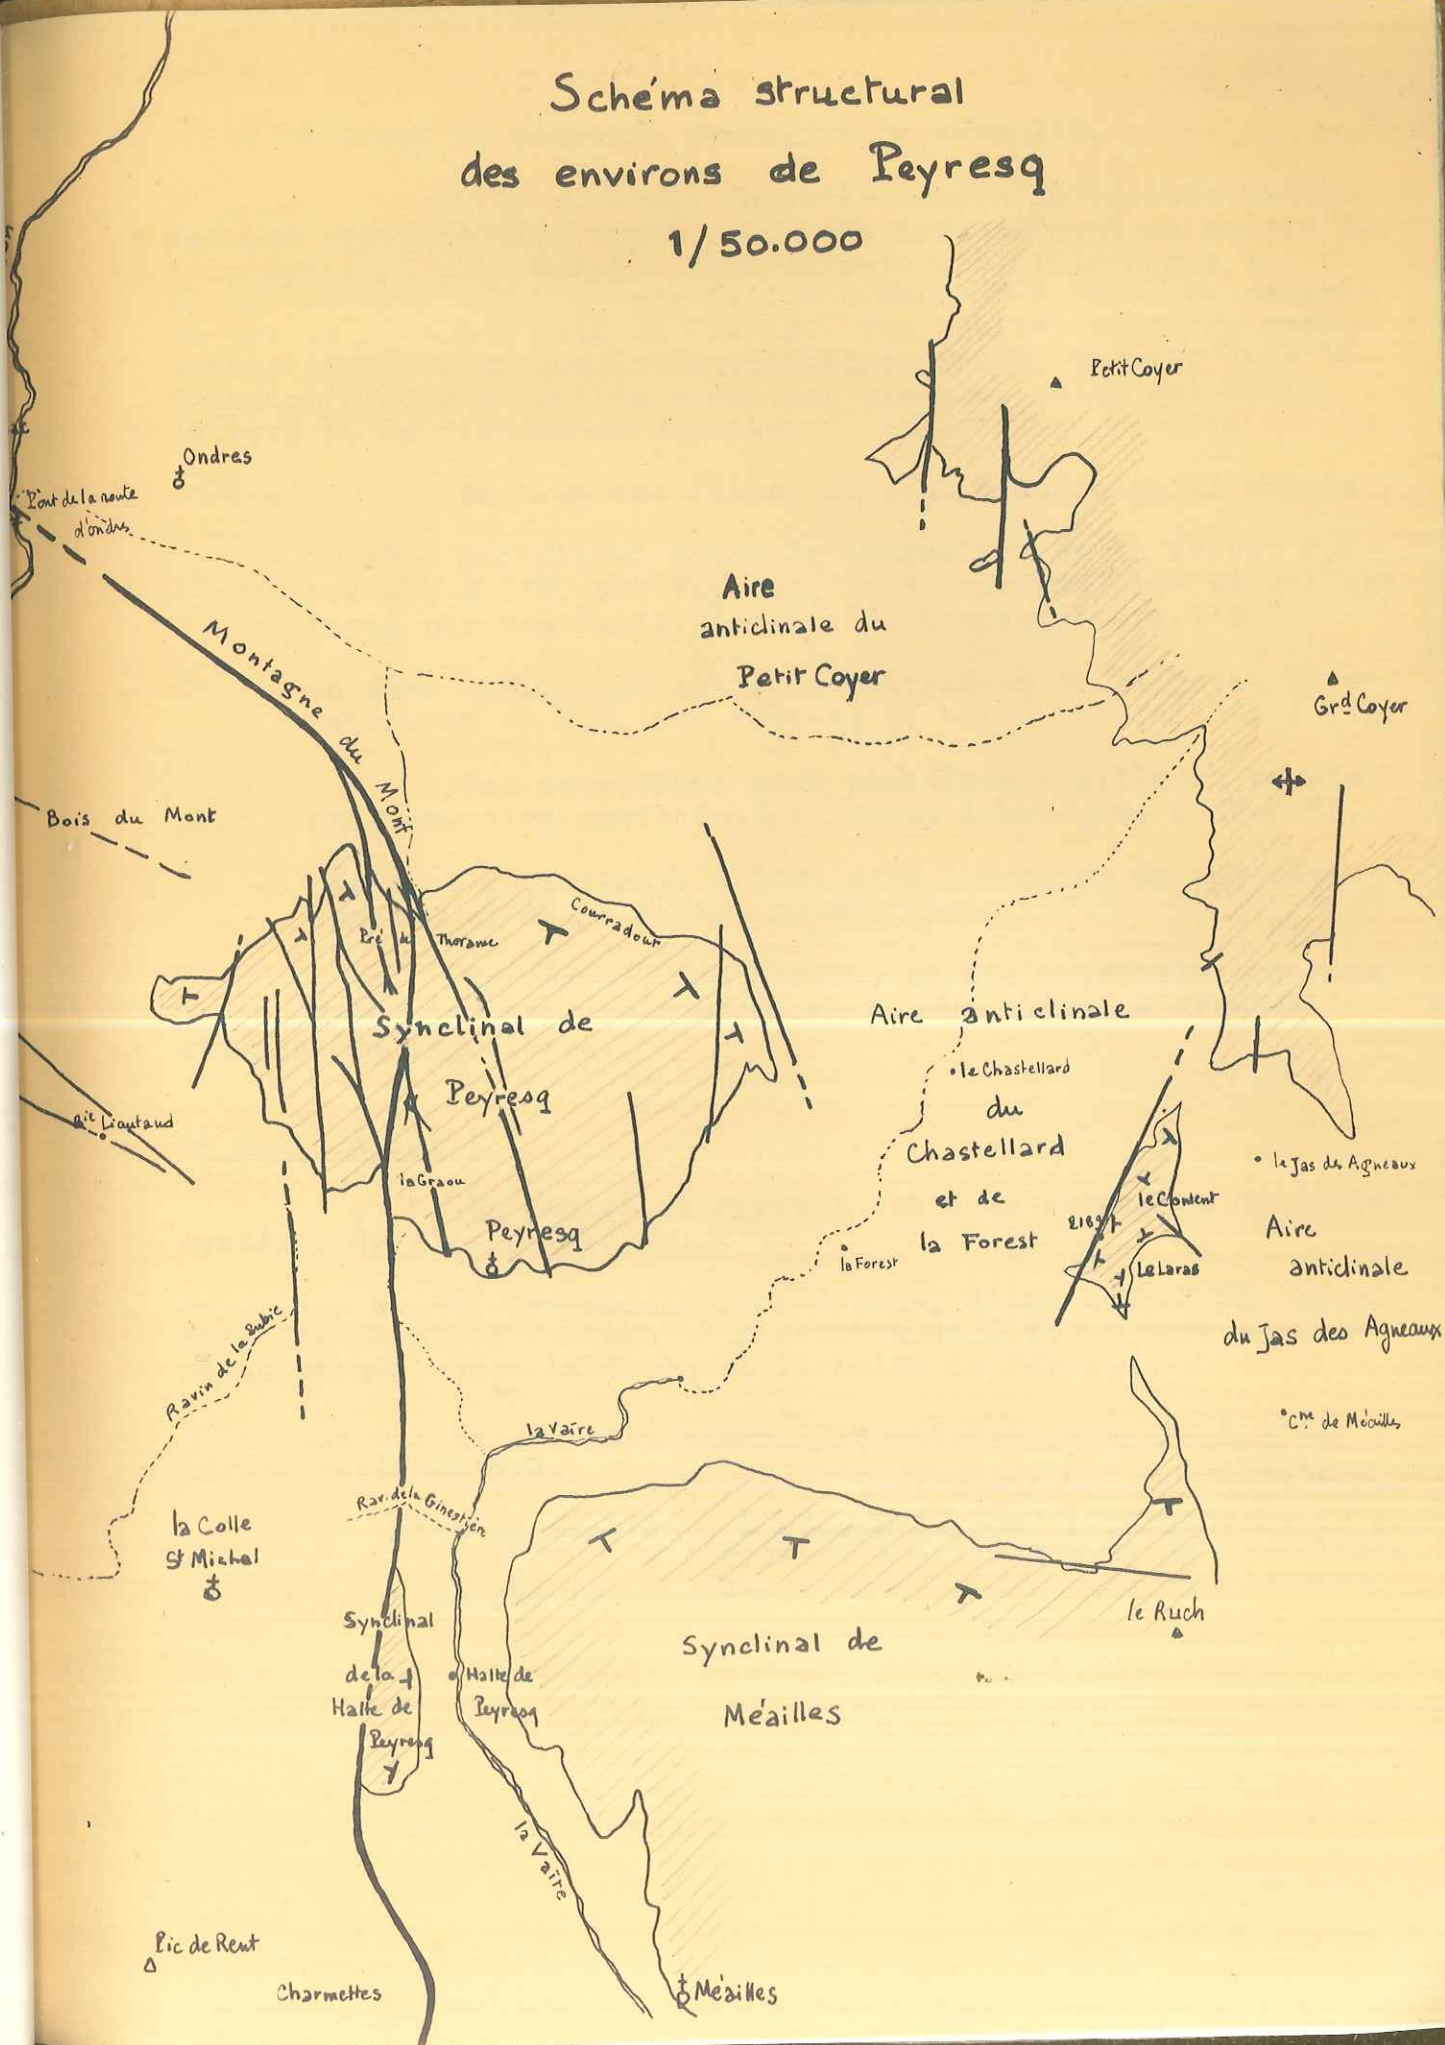 Schéma structural
des environs de Peyresq
1/50.000
Petit Coyer
Ondres
Pont de la route
d'ondres
Aire
anticlinale du
Petit Coyer
Montagne du Mont
Grd Coyer
Bois du Mont
Courradour
Pré de Thorame
Synclinal de
Peyresq
Aire anticlinale
le Chastellard
du
Chastellard
et de
la Forest
Liautaud
la Graou
Peyresq
la Forest
le Jas des Agneaux
le Content
2189
Le Laras
Aire
anticlinale
du Jas des Agneaux
Ravin de la Subie
Cne de Méailles
la Vaïre
Rav. de la Ginestière
la Colle
St Michel
le Ruch
Synclinal
de la
Halte de
Peyresq
Halte de
Peyresq
Synclinal de
Méailles
la Vaïre
Pic de Rent
Charmettes
Méailles